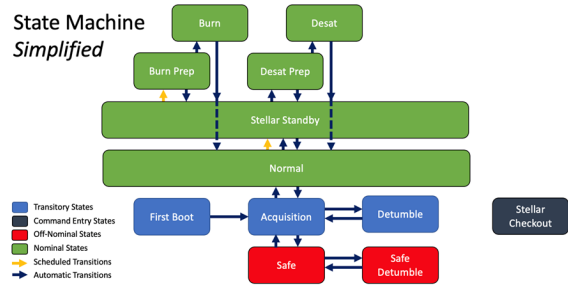 State Machine
Simplified
Burn
Desat
Burn Prep
Desat Prep
Stellar Standby
Normal
First Boot
Acquisition
Detumble
Safe
Safe
Detumble
Stellar
Checkout
Transitory States
Command Entry States
Off-Nominal States
Nominal States
Scheduled Transitions
Automatic Transitions